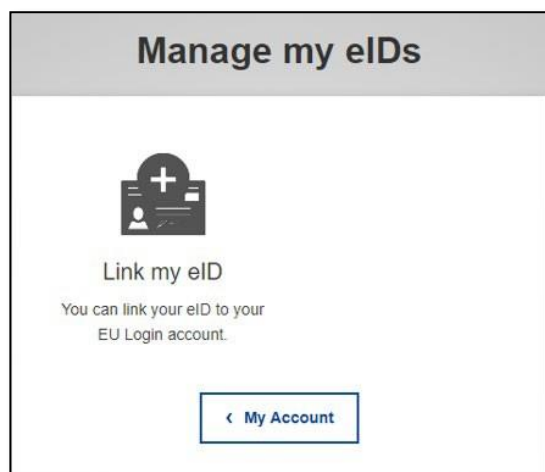 Manage my eIDs
Link my eID
You can link your eID to your
EU Login account.
‹ My Account